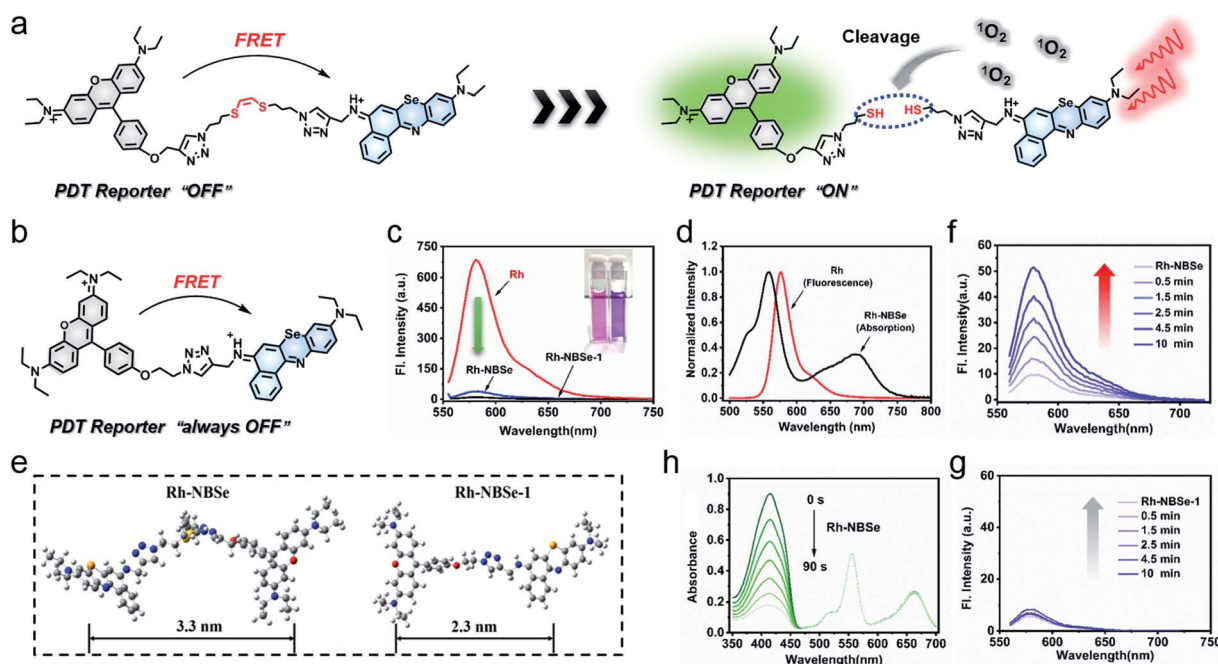 a
FRET
N
O
N+
S
S
N
N=N
O
HN+
Se
N
N
PDT Reporter “OFF”
Cleavage
1O2
1O2
1O2
N
O
N+
SH
HS
N
N=N
O
HN+
Se
N
N
PDT Reporter “ON”
b
FRET
N+
O
N
O
N
N=N
HN+
Se
N
N
PDT Reporter “always OFF”
c
Fl. Intensity (a.u.)
750
600
450
300
150
0
Rh
Rh-NBSe
Rh-NBSe-1
550 600 650 700 750
Wavelength(nm)
d
Normalized Intensity
1.2
1.0
0.8
0.6
0.4
0.2
0.0
Rh
(Fluorescence)
Rh-NBSe
(Absorption)
500 550 600 650 700 750 800
Wavelength (nm)
f
Fl. Intensity(a.u.)
60
50
40
30
20
10
0
Rh-NBSe
0.5 min
1.5 min
2.5 min
4.5 min
10 min
550 600 650 700
Wavelength(nm)
e
Rh-NBSe
Rh-NBSe-1
3.3 nm
2.3 nm
h
Absorbance
1.0
0.8
0.6
0.4
0.2
0.0
0 s
90 s
Rh-NBSe
350 400 450 500 550 600 650 700
Wavelength(nm)
g
Fl. Intensity (a.u.)
60
40
20
0
Rh-NBSe-1
0.5 min
1.5 min
2.5 min
4.5 min
10 min
550 600 650 700 750
Wavelength(nm)